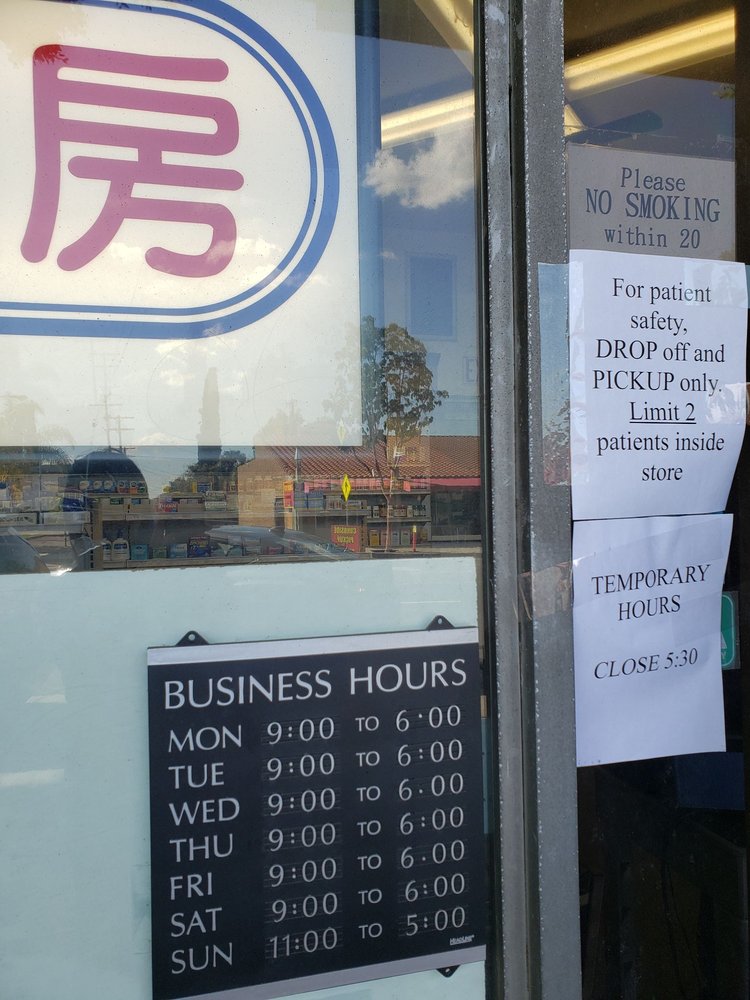 房
Please
NO SMOKING
within 20
For patient
safety,
DROP off and
PICKUP only.
Limit 2
patients inside
store
TEMPORARY
HOURS
CLOSE 5:30
BUSINESS HOURS
MON 9:00 TO 6:00
TUE 9:00 TO 6:00
WED 9:00 TO 6:00
THU 9:00 TO 6:00
FRI 9:00 TO 6:00
SAT 9:00 TO 6:00
SUN 11:00 TO 5:00
HEADLINE